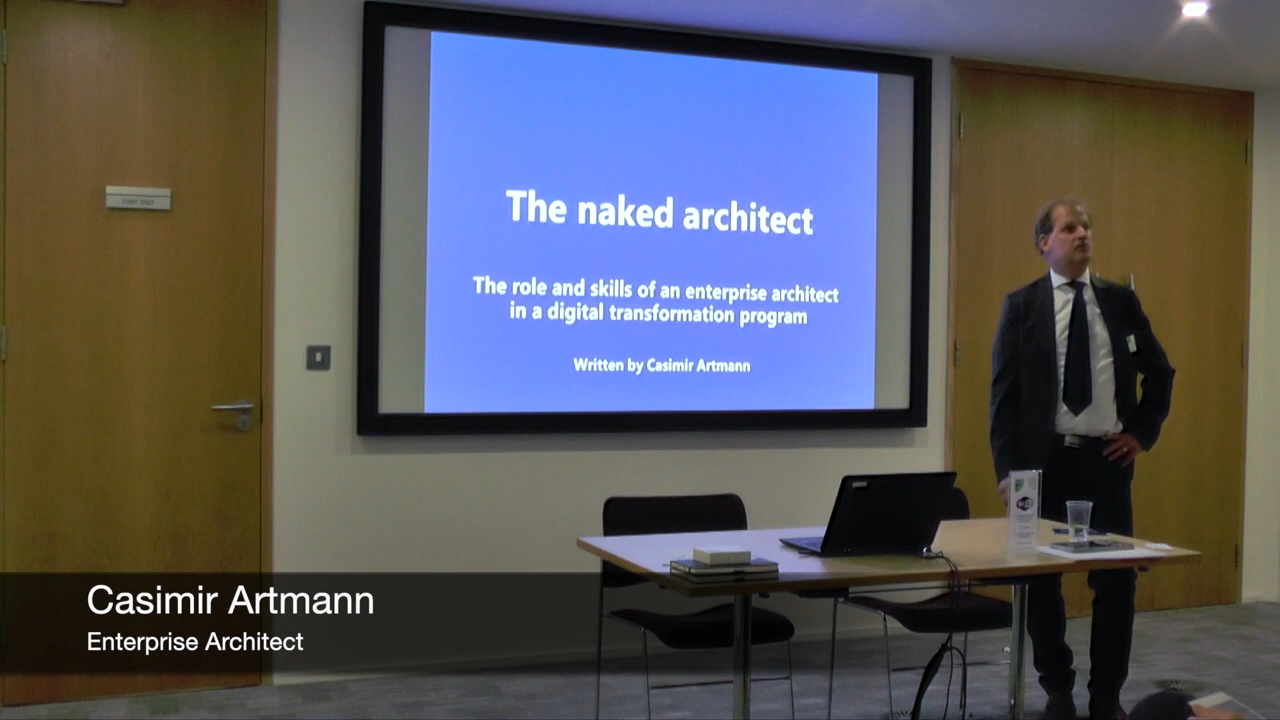 The naked architect
The role and skills of an enterprise architect
in a digital transformation program
Written by Casimir Artmann
Casimir Artmann
Enterprise Architect